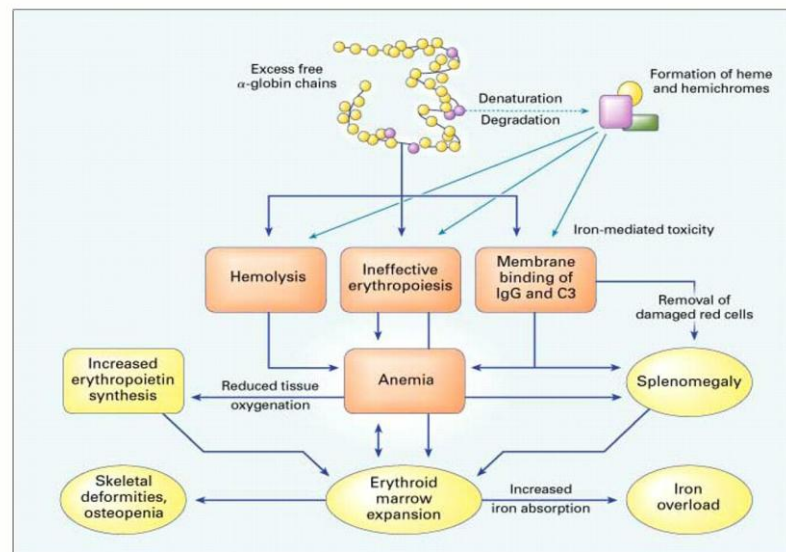 Excess free
α-globin chains
Denaturation
Degradation
Formation of heme
and hemichromes
Iron-mediated toxicity
Hemolysis
Ineffective
erythropoiesis
Membrane
binding of
IgG and C3
Removal of
damaged red cells
Increased
erythropoietin
synthesis
Reduced tissue
oxygenation
Anemia
Splenomegaly
Skeletal
deformities,
osteopenia
Erythroid
marrow
expansion
Increased
iron absorption
Iron
overload